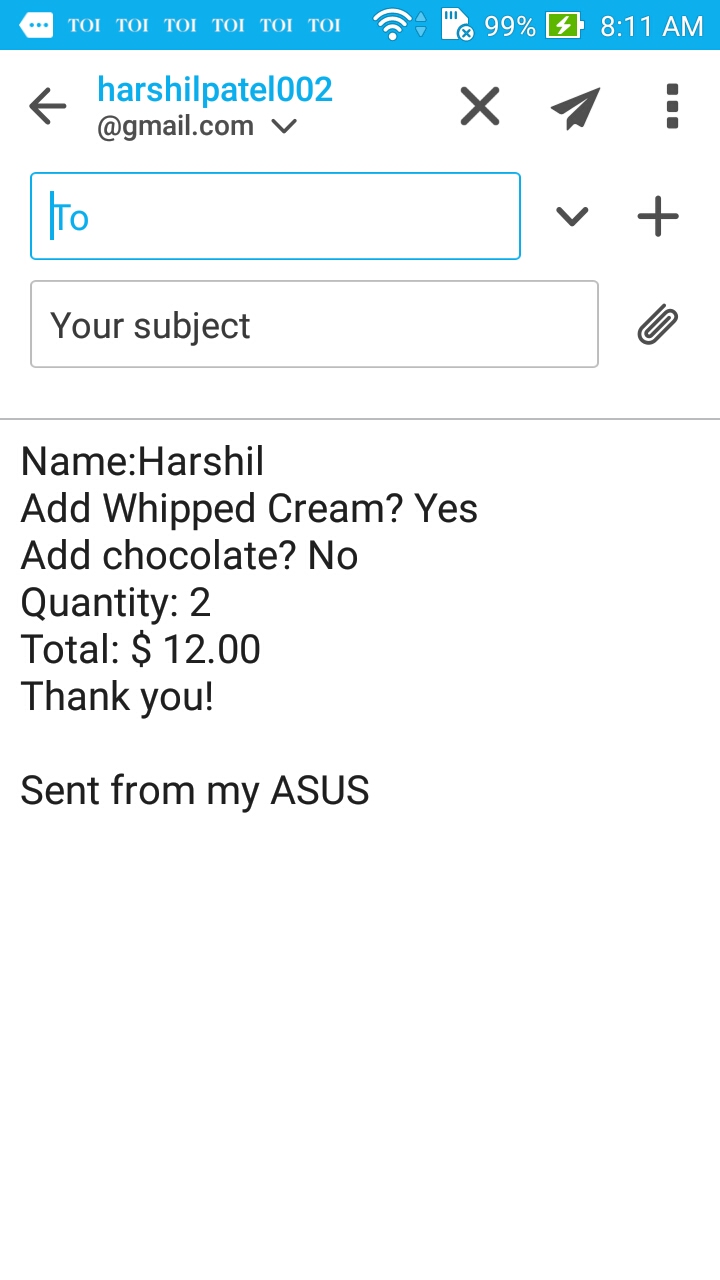 TOI TOI TOI TOI TOI TOI 99% 8:11 AM
harshilpatel002
@gmail.com
To
Your subject
Name:Harshil
Add Whipped Cream? Yes
Add chocolate? No
Quantity: 2
Total: $ 12.00
Thank you!
Sent from my ASUS